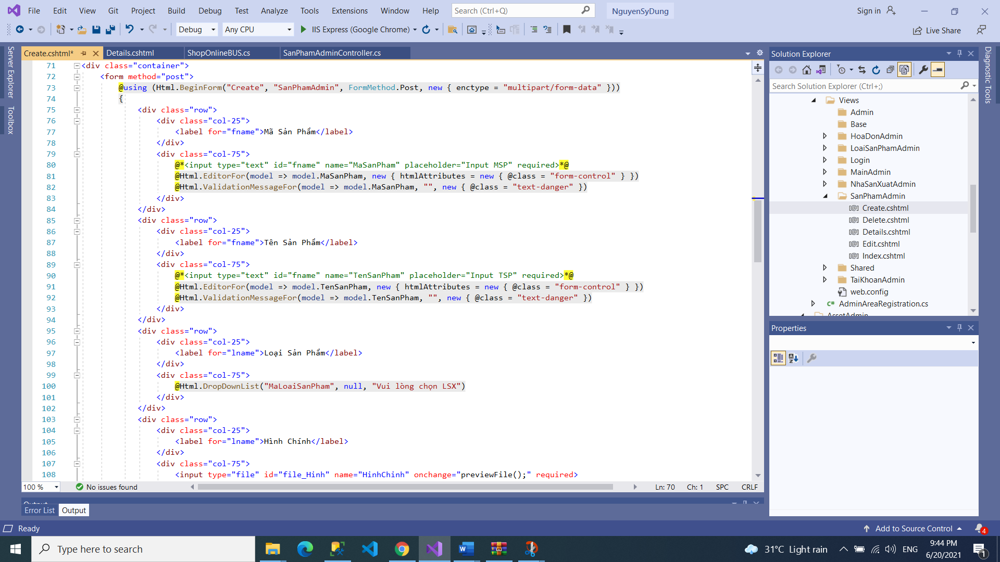 File Edit View Git Project Build Debug Test Analyze Tools Extensions Window Help Search (Ctrl+Q) NguyenSyDung Sign in
Debug Any CPU IIS Express (Google Chrome) Live Share
Server Explorer
Toolbox
Create.cshtml* Details.cshtml ShopOnlineBUS.cs SanPhamAdminController.cs
71 <div class="container">
72 <form method="post">
73 @using (Html.BeginForm("Create", "SanPhamAdmin", FormMethod.Post, new { enctype = "multipart/form-data" }))
74 {
75 <div class="row">
76 <div class="col-25">
77 <label for="fname">Mã Sản Phẩm</label>
78 </div>
79 <div class="col-75">
80 @*<input type="text" id="fname" name="MaSanPham" placeholder="Input MSP" required>*@
81 @Html.EditorFor(model => model.MaSanPham, new { htmlAttributes = new { @class = "form-control" } })
82 @Html.ValidationMessageFor(model => model.MaSanPham, "", new { @class = "text-danger" })
83 </div>
84 </div>
85 <div class="row">
86 <div class="col-25">
87 <label for="fname">Tên Sản Phẩm</label>
88 </div>
89 <div class="col-75">
90 @*<input type="text" id="fname" name="TenSanPham" placeholder="Input TSP" required>*@
91 @Html.EditorFor(model => model.TenSanPham, new { htmlAttributes = new { @class = "form-control" } })
92 @Html.ValidationMessageFor(model => model.TenSanPham, "", new { @class = "text-danger" })
93 </div>
94 </div>
95 <div class="row">
96 <div class="col-25">
97 <label for="lname">Loại Sản Phẩm</label>
98 </div>
99 <div class="col-75">
100 @Html.DropDownList("MaLoaiSanPham", null, "Vui lòng chọn LSX")
101 </div>
102 </div>
103 <div class="row">
104 <div class="col-25">
105 <label for="lname">Hình Chính</label>
106 </div>
107 <div class="col-75">
108 <input type="file" id="file_Hinh" name="HinhChinh" onchange="previewFile();" required>
100 % No issues found Ln: 70 Ch: 1 SPC CRLF
Output
Error List Output
Solution Explorer
Search Solution Explorer (Ctrl+;)
Views
Admin
Base
HoaDonAdmin
LoaiSanPhamAdmin
Login
MainAdmin
NhaSanXuatAdmin
SanPhamAdmin
Create.cshtml
Delete.cshtml
Details.cshtml
Edit.cshtml
Index.cshtml
Shared
TaiKhoanAdmin
web.config
C# AdminAreaRegistration.cs
AssetAdmin
Properties
Diagnostic Tools
Ready Add to Source Control 4
Type here to search 31°C Light rain ENG 9:44 PM
6/20/2021 1